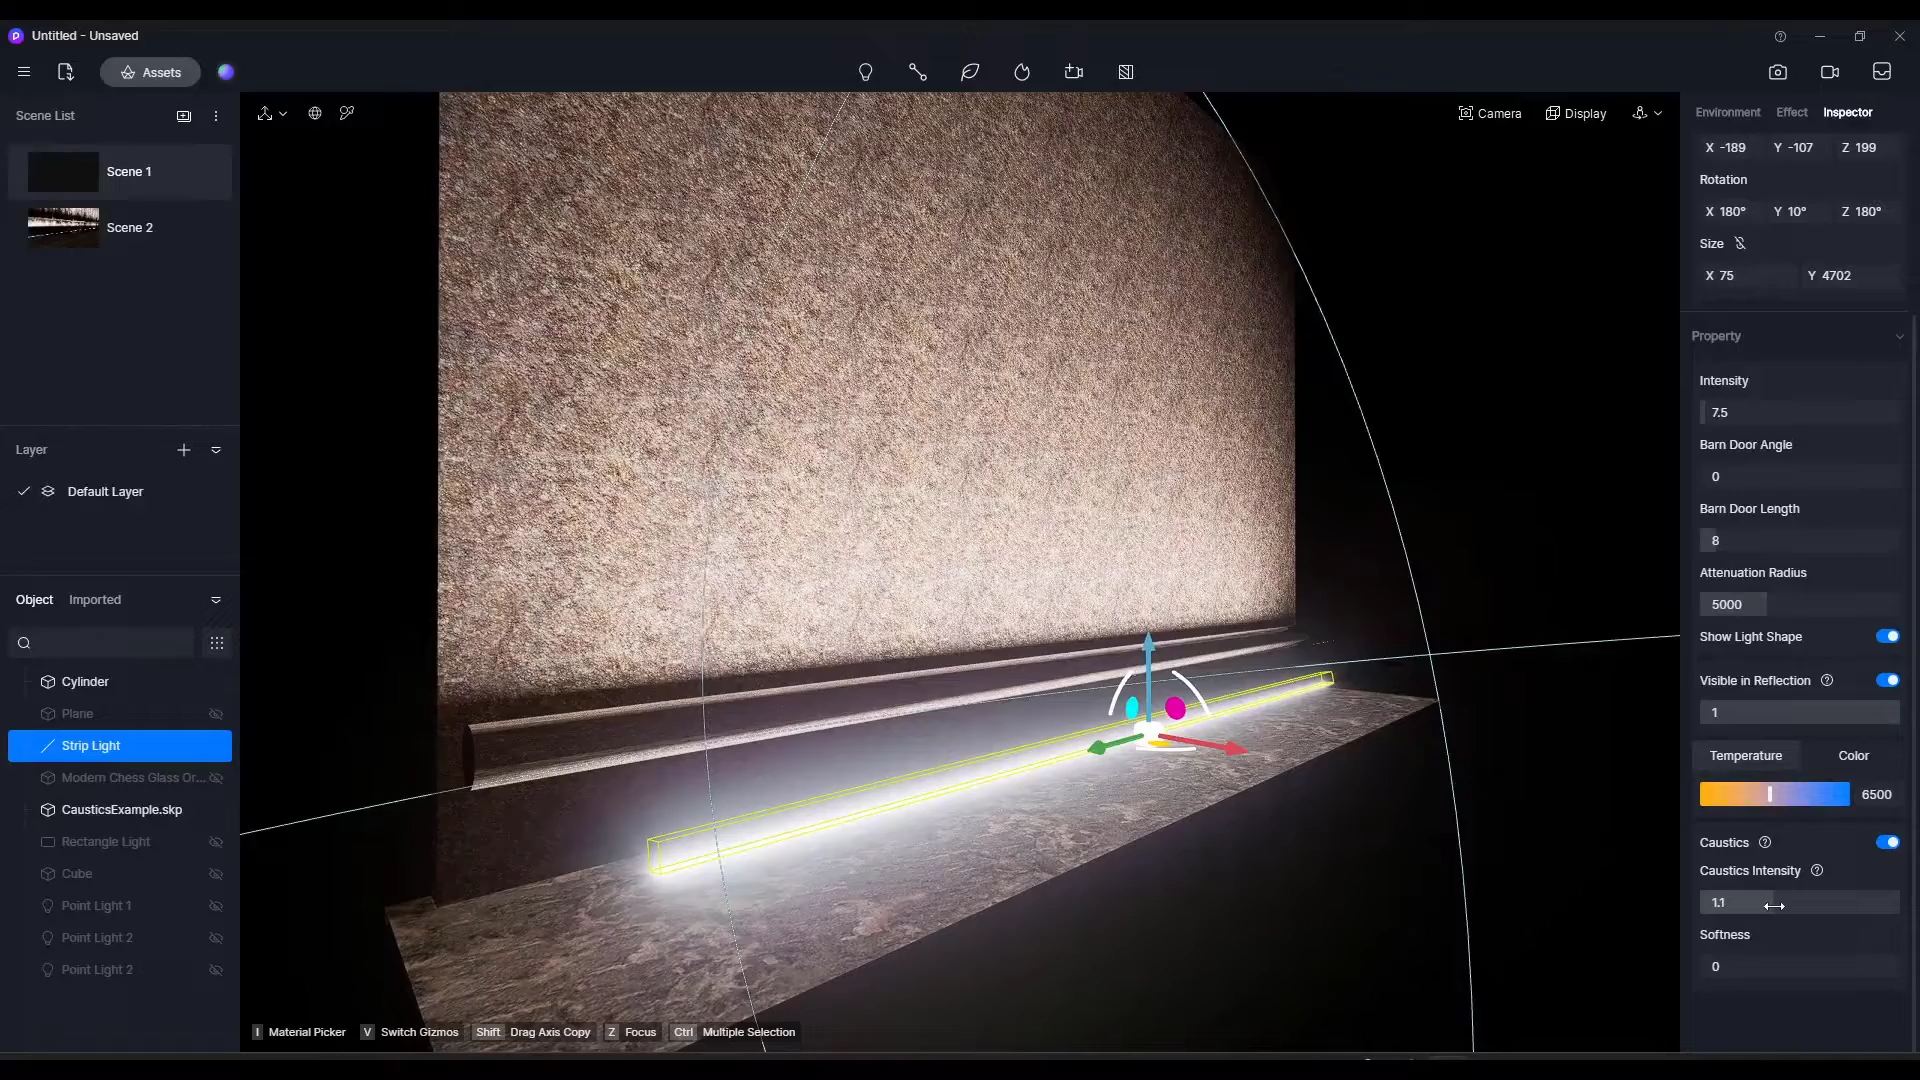 Untitled - Unsaved
Assets
Scene List
Scene 1
Scene 2
Layer
Default Layer
Object Imported
Cylinder
Plane
Strip Light
Modern Chess Glass Or...
CausticsExample.skp
Rectangle Light
Cube
Point Light 1
Point Light 2
Point Light 2
Camera Display
I Material Picker V Switch Gizmos Shift Drag Axis Copy Z Focus Ctrl Multiple Selection
Environment Effect Inspector
X -189 Y -107 Z 199
Rotation
X 180° Y 10° Z 180°
Size
X 75 Y 4702
Property
Intensity
7.5
Barn Door Angle
0
Barn Door Length
8
Attenuation Radius
5000
Show Light Shape
Visible in Reflection
1
Temperature Color
6500
Caustics
Caustics Intensity
1.1
Softness
0